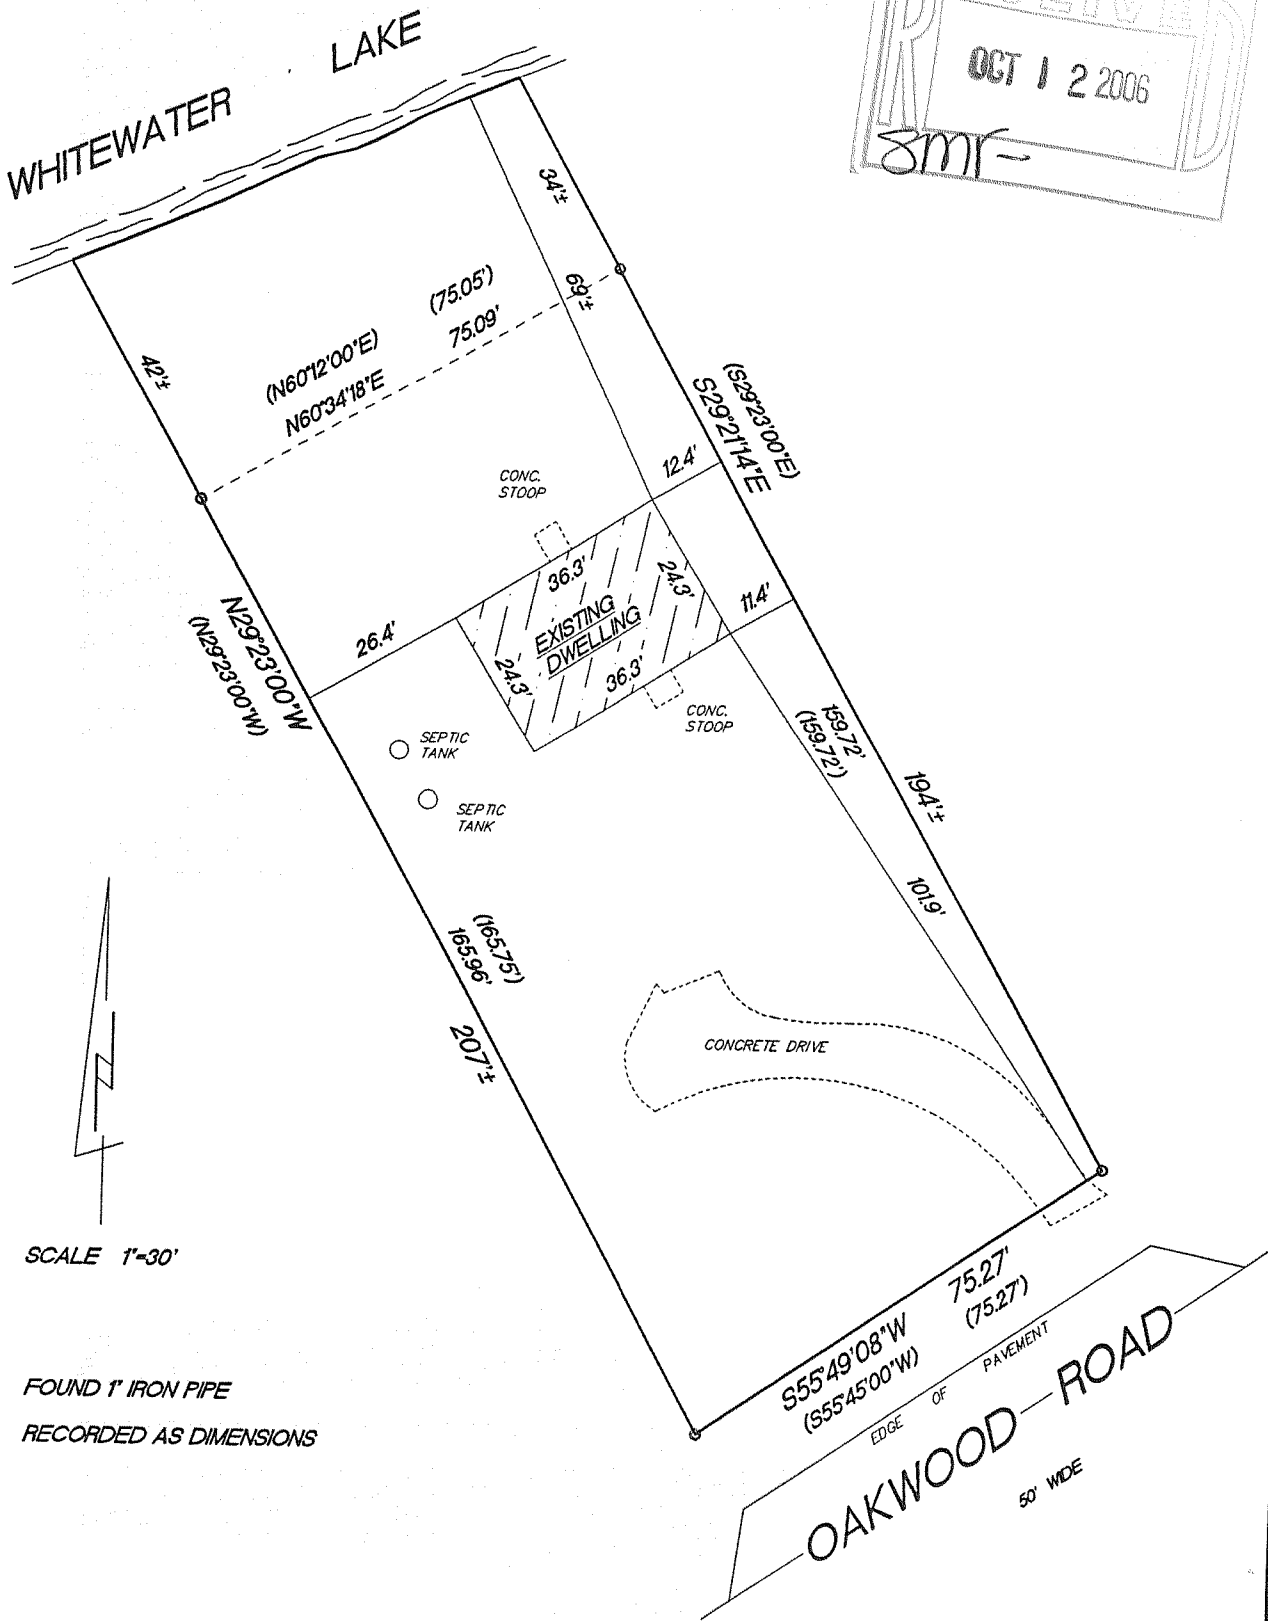 WHITEWATER LAKE
OCT 12 2006
smr-
34'±
69'±
42'±
(75.05')
75.09'
(N60°12'00"E)
N60°34'18"E
(S29°23'00"E)
S29°21'14"E
12.4'
CONC.
STOOP
36.3'
24.3'
11.4'
EXISTING
DWELLING
26.4'
24.3'
36.3'
N29°23'00"W
(N29°23'00"W)
CONC.
STOOP
SEPTIC
TANK
SEPTIC
TANK
159.72'
(159.72')
194'±
101.9'
(165.75')
165.96'
207'±
CONCRETE DRIVE
SCALE 1"=30'
75.27'
(75.27')
S55°49'08"W
(S55°45'00"W)
EDGE OF PAVEMENT
OAKWOOD ROAD
50' WIDE
FOUND 1" IRON PIPE
RECORDED AS DIMENSIONS